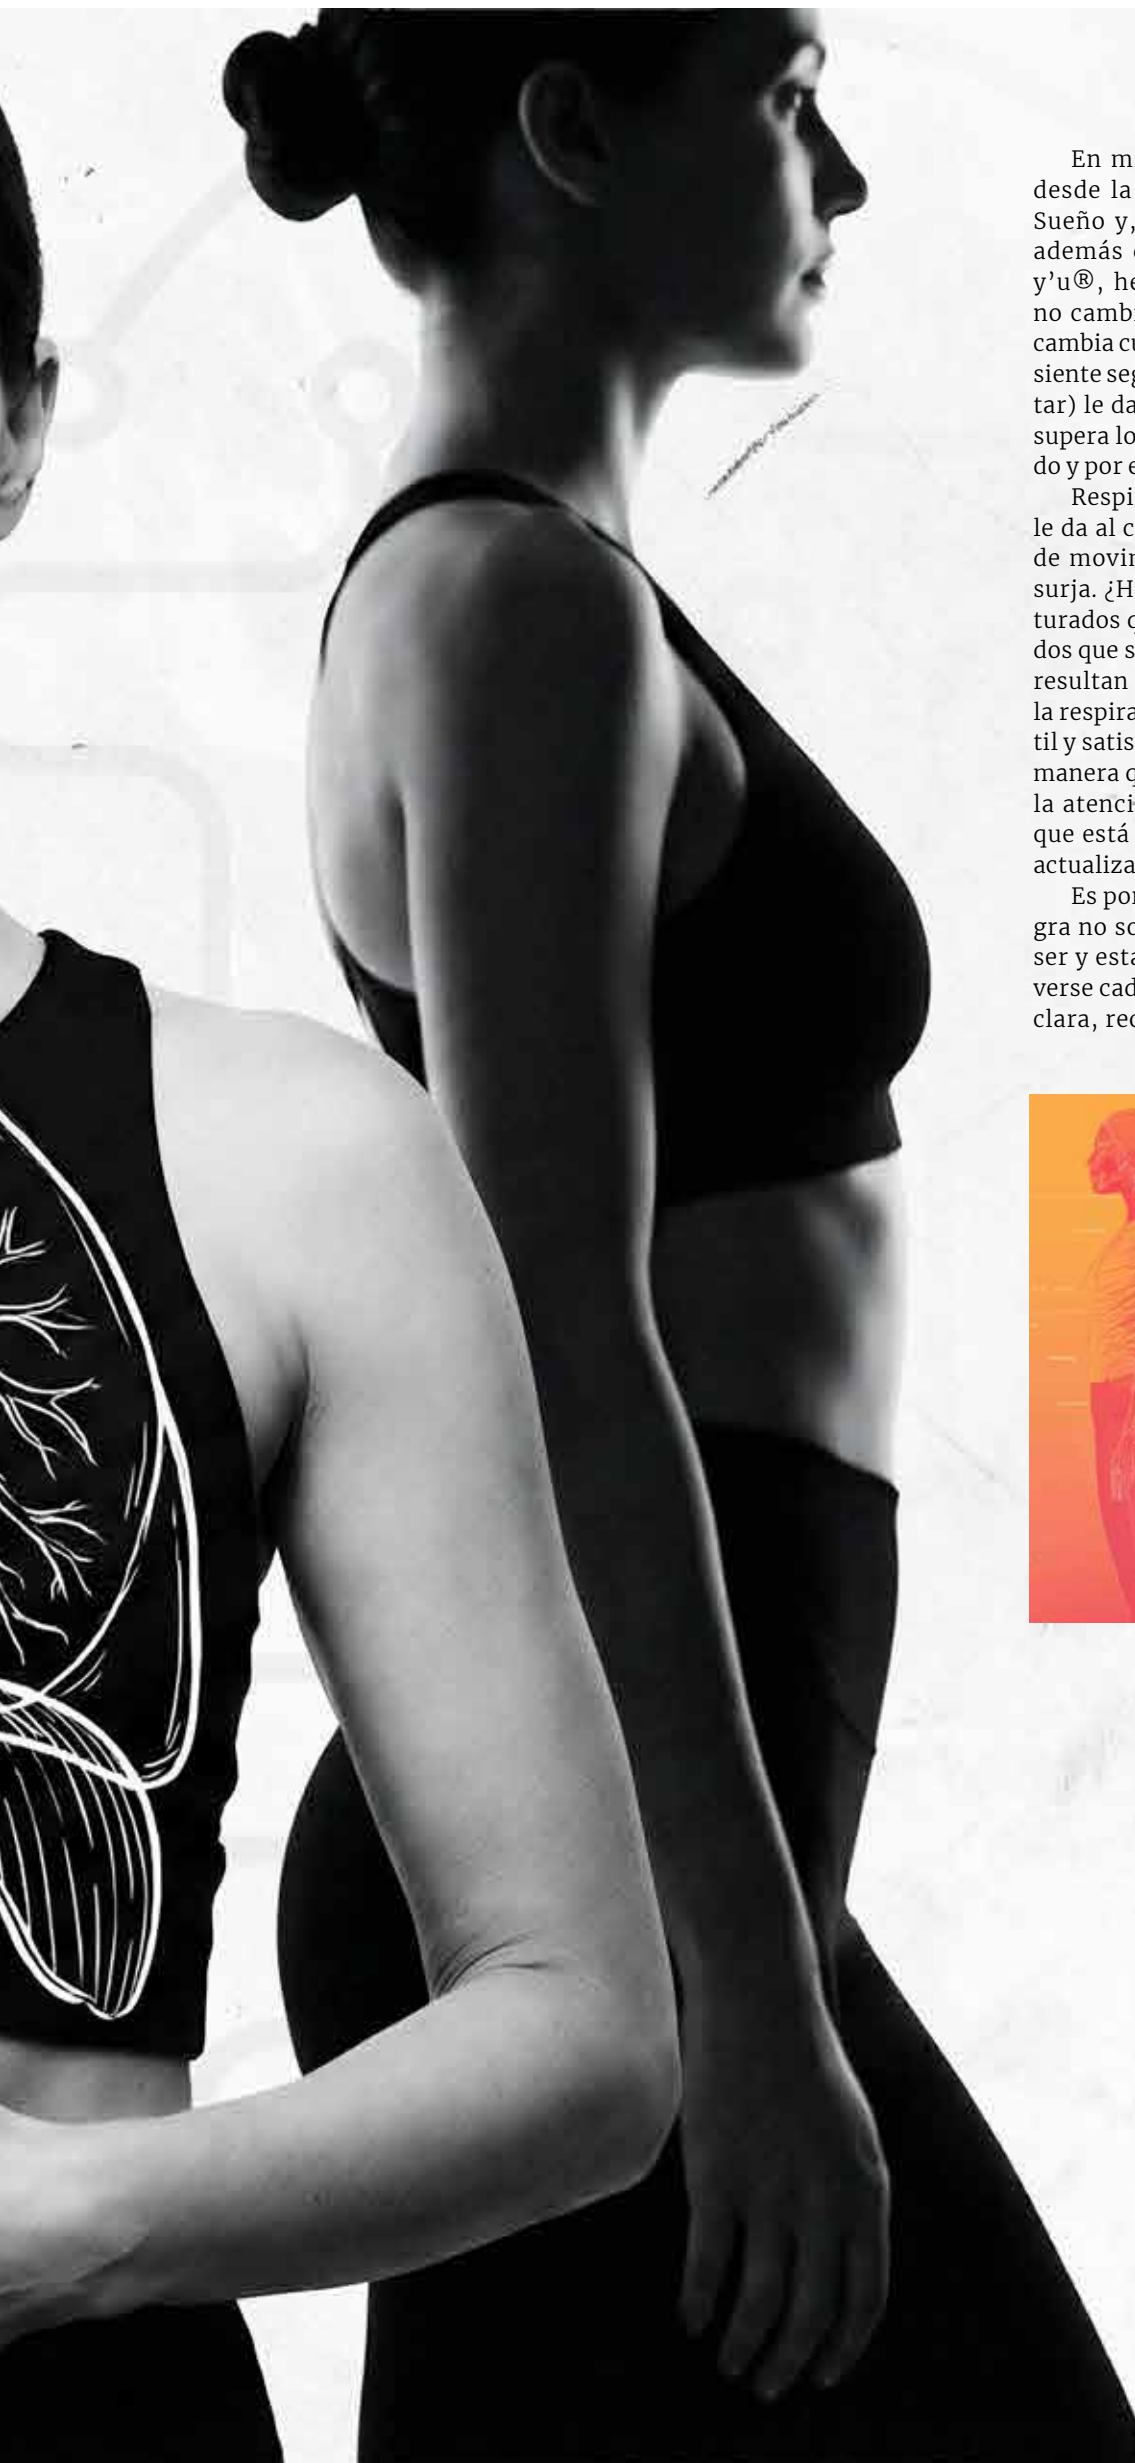 En m
desde la
Sueño y,
además
y’u®, he
no cambi
cambia cu
siente seg
tar) le da
supera lo
do y por e
Respi
le da al c
de movi
surja. ¿H
turados q
dos que s
resultan
la respira
til y satis
manera q
la atenci
que está
actualiza
Es por
gra no so
ser y esta
verse cad
clara, rec